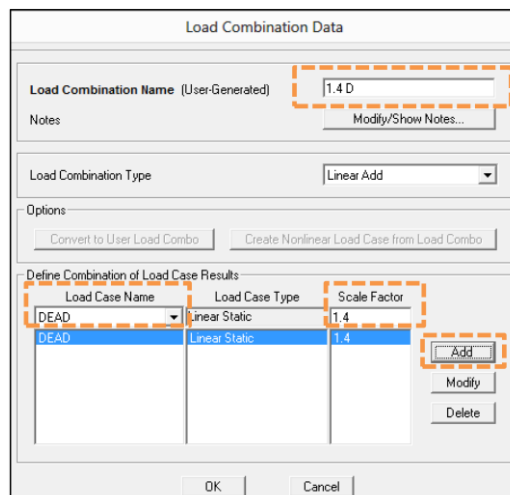 Load Combination Data
Load Combination Name (User-Generated) 1.4 D
Notes Modify/Show Notes...
Load Combination Type Linear Add
Options
Convert to User Load Combo Create Nonlinear Load Case from Load Combo
Define Combination of Load Case Results
Load Case Name Load Case Type Scale Factor
DEAD Linear Static 1.4
DEAD Linear Static 1.4
Add
Modify
Delete
OK Cancel